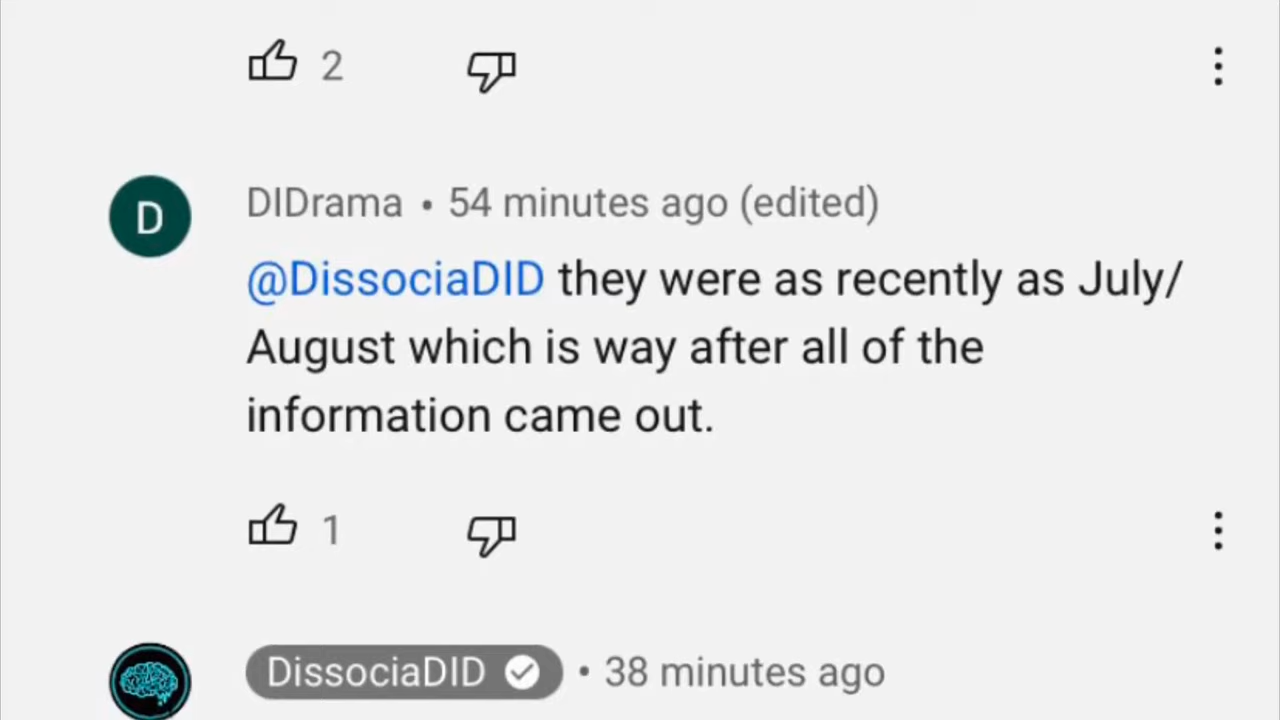 2
D
DIDrama • 54 minutes ago (edited)
@DissociaDID they were as recently as July/
August which is way after all of the
information came out.
1
DissociaDID • 38 minutes ago